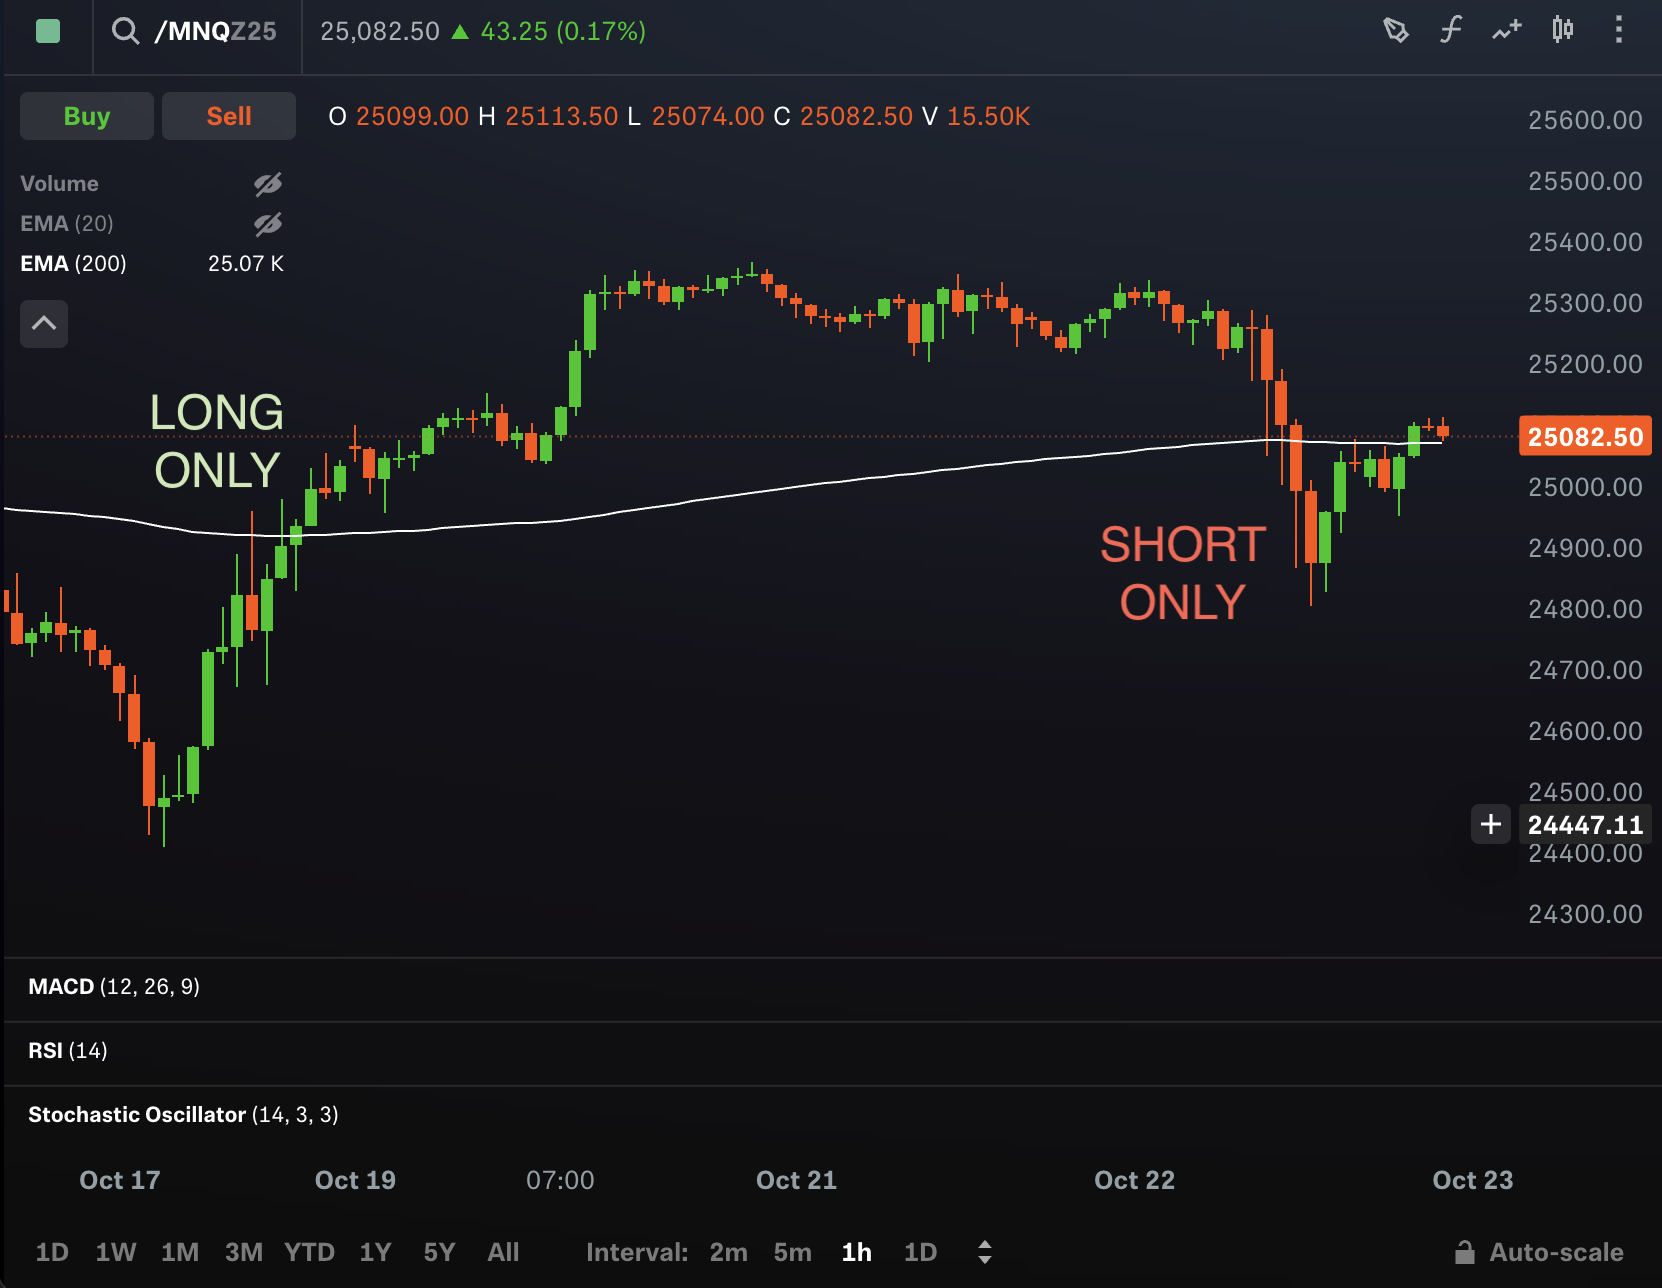 /MNQZ25 25,082.50 ▲ 43.25 (0.17%)
Buy Sell O 25099.00 H 25113.50 L 25074.00 C 25082.50 V 15.50K
Volume
EMA (20)
EMA (200) 25.07 K
LONG
ONLY
SHORT
ONLY
25600.00
25500.00
25400.00
25300.00
25200.00
25082.50
25000.00
24900.00
24800.00
24700.00
24600.00
24500.00
+ 24447.11
24400.00
24300.00
MACD (12, 26, 9)
RSI (14)
Stochastic Oscillator (14, 3, 3)
Oct 17 Oct 19 07:00 Oct 21 Oct 22 Oct 23
1D 1W 1M 3M YTD 1Y 5Y All Interval: 2m 5m 1h 1D Auto-scale